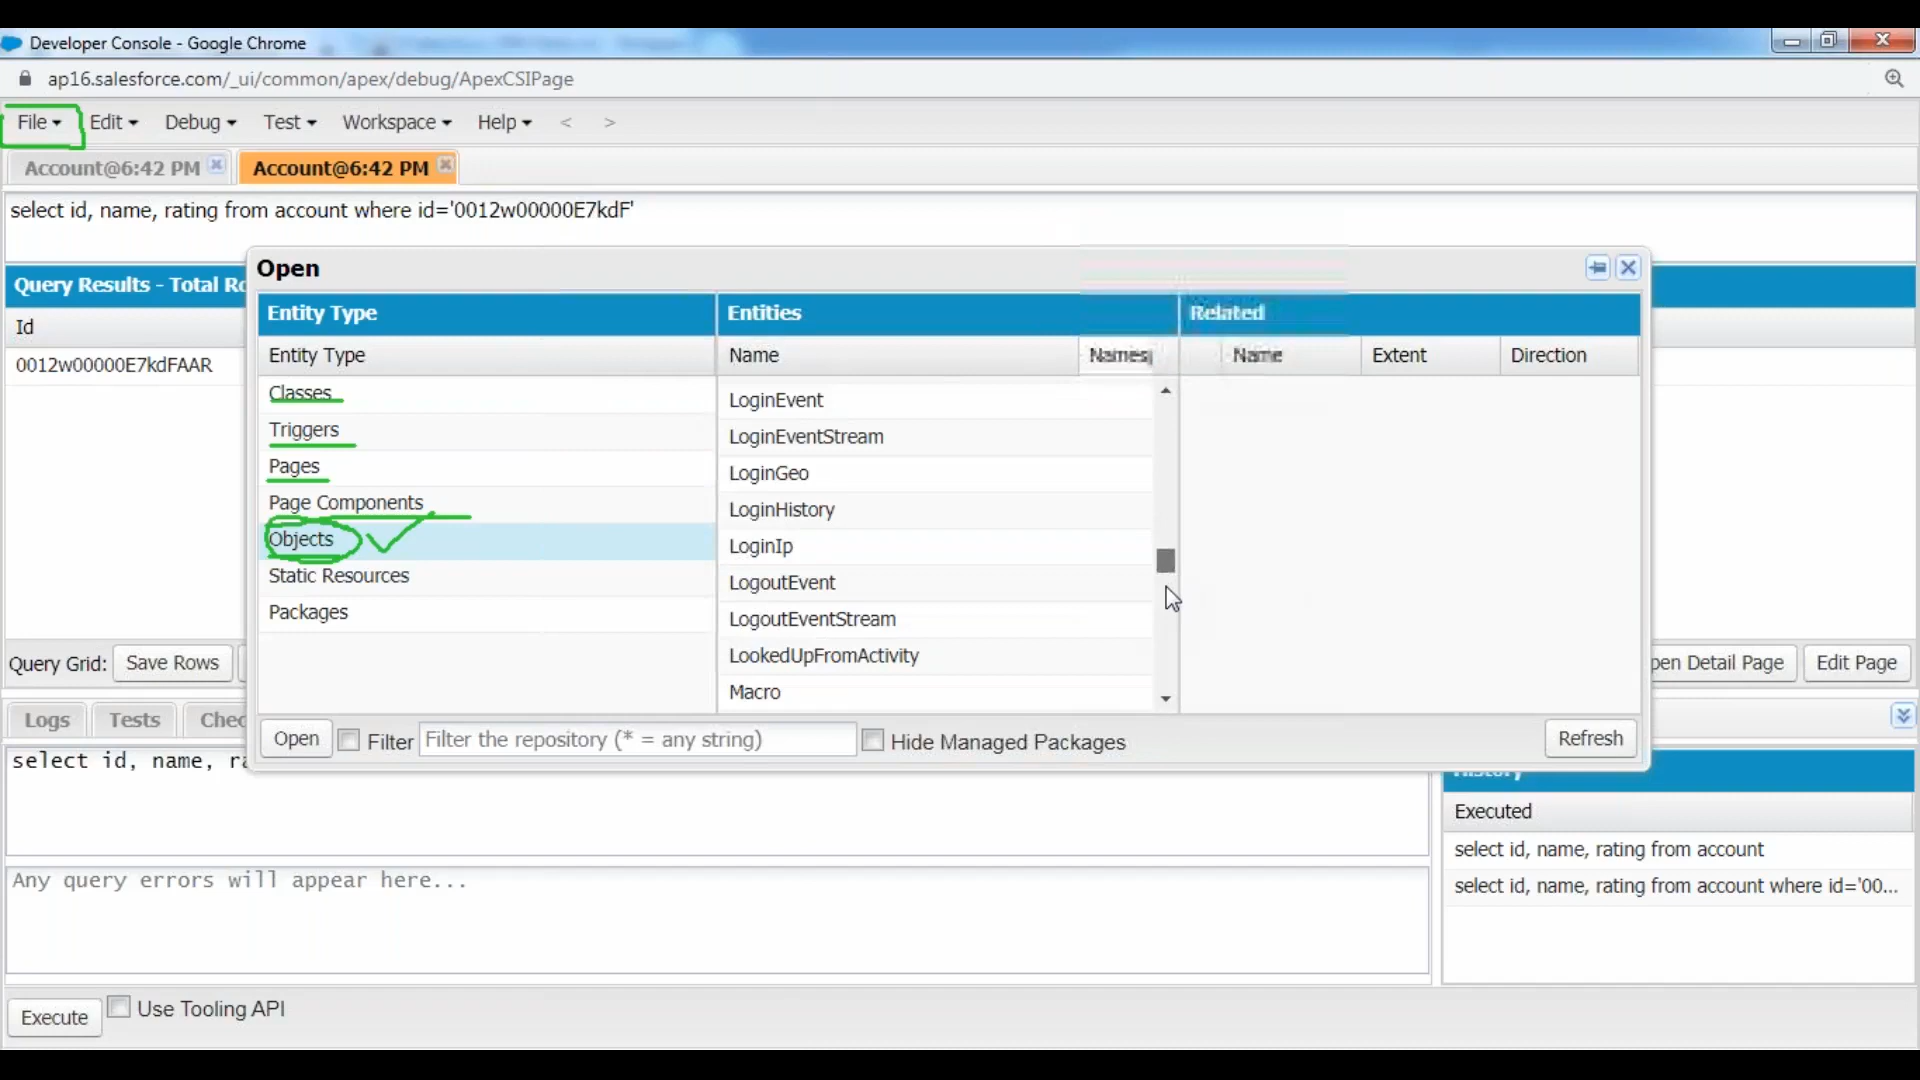 Developer Console - Google Chrome
ap16.salesforce.com/_ui/common/apex/debug/ApexCSIPage
File Edit Debug Test Workspace Help < >
Account@6:42 PM Account@6:42 PM
select id, name, rating from account where id='0012w00000E7kdF'
Query Results - Total
Id
0012w00000E7kdFAAR
Open
Entity Type Entities Related
Entity Type Name Names Name Extent Direction
Classes
Triggers
Pages
Page Components
Objects
Static Resources
Packages
LoginEvent
LoginEventStream
LoginGeo
LoginHistory
LoginIp
LogoutEvent
LogoutEventStream
LookedUpFromActivity
Macro
Open Filter Filter the repository (* = any string) Hide Managed Packages Refresh
Query Grid: Save Rows pen Detail Page Edit Page
Logs Tests Chec
select id, name, ra
Any query errors will appear here...
History
Executed
select id, name, rating from account
select id, name, rating from account where id='00...
Execute Use Tooling API